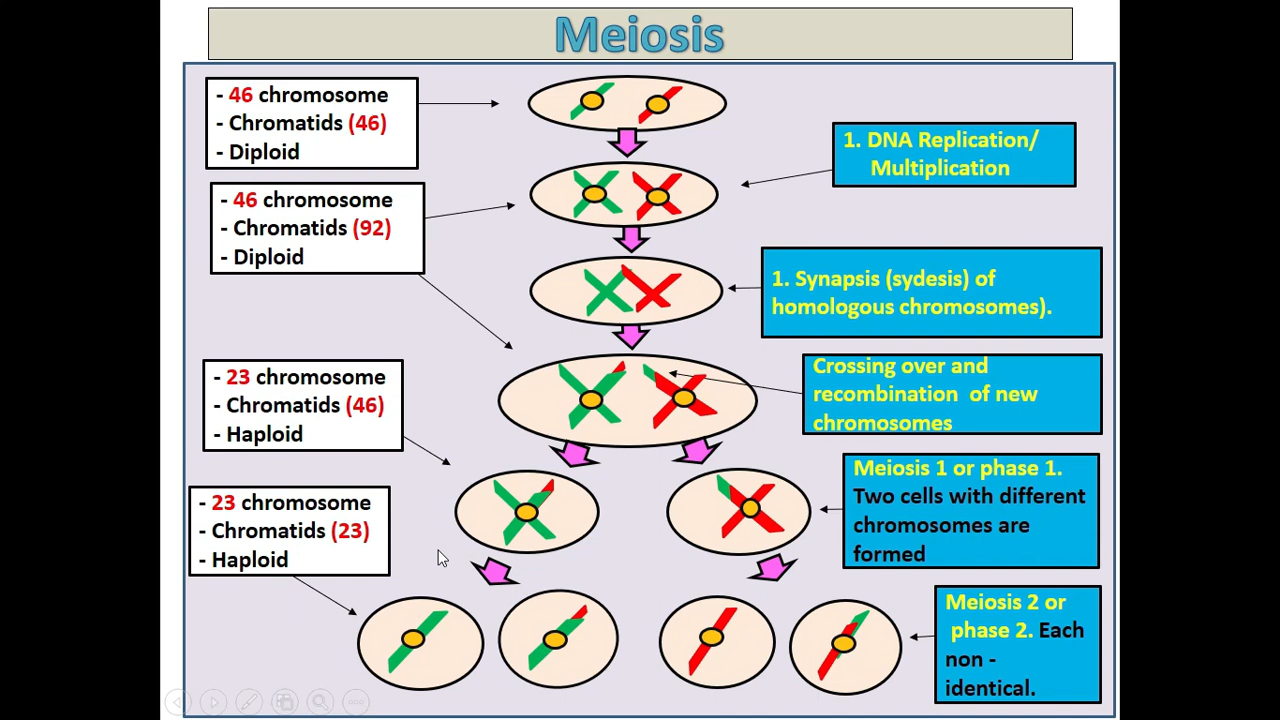 Meiosis
- 46 chromosome
- Chromatids (46)
- Diploid
1. DNA Replication/
Multiplication
- 46 chromosome
- Chromatids (92)
- Diploid
1. Synapsis (sydesis) of
homologous chromosomes).
Crossing over and
recombination of new
chromosomes
- 23 chromosome
- Chromatids (46)
- Haploid
Meiosis 1 or phase 1.
Two cells with different
chromosomes are
formed
- 23 chromosome
- Chromatids (23)
- Haploid
Meiosis 2 or
phase 2. Each
non -
identical.